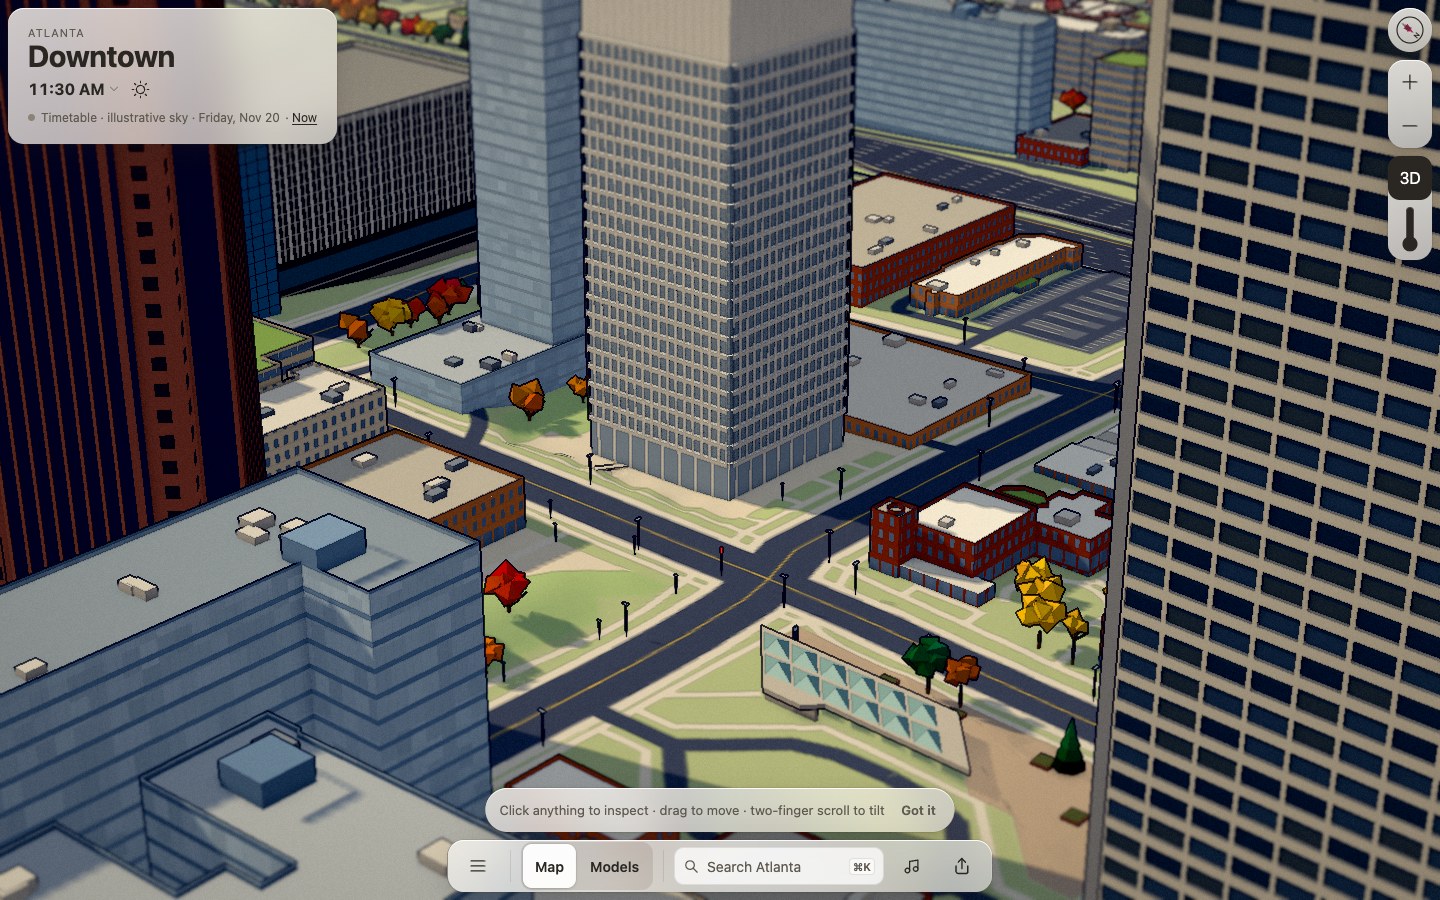 ATLANTA
Downtown
11:30 AM
Timetable · illustrative sky · Friday, Nov 20 · Now
3D
Click anything to inspect · drag to move · two-finger scroll to tilt Got it
Map Models Search Atlanta ⌘K